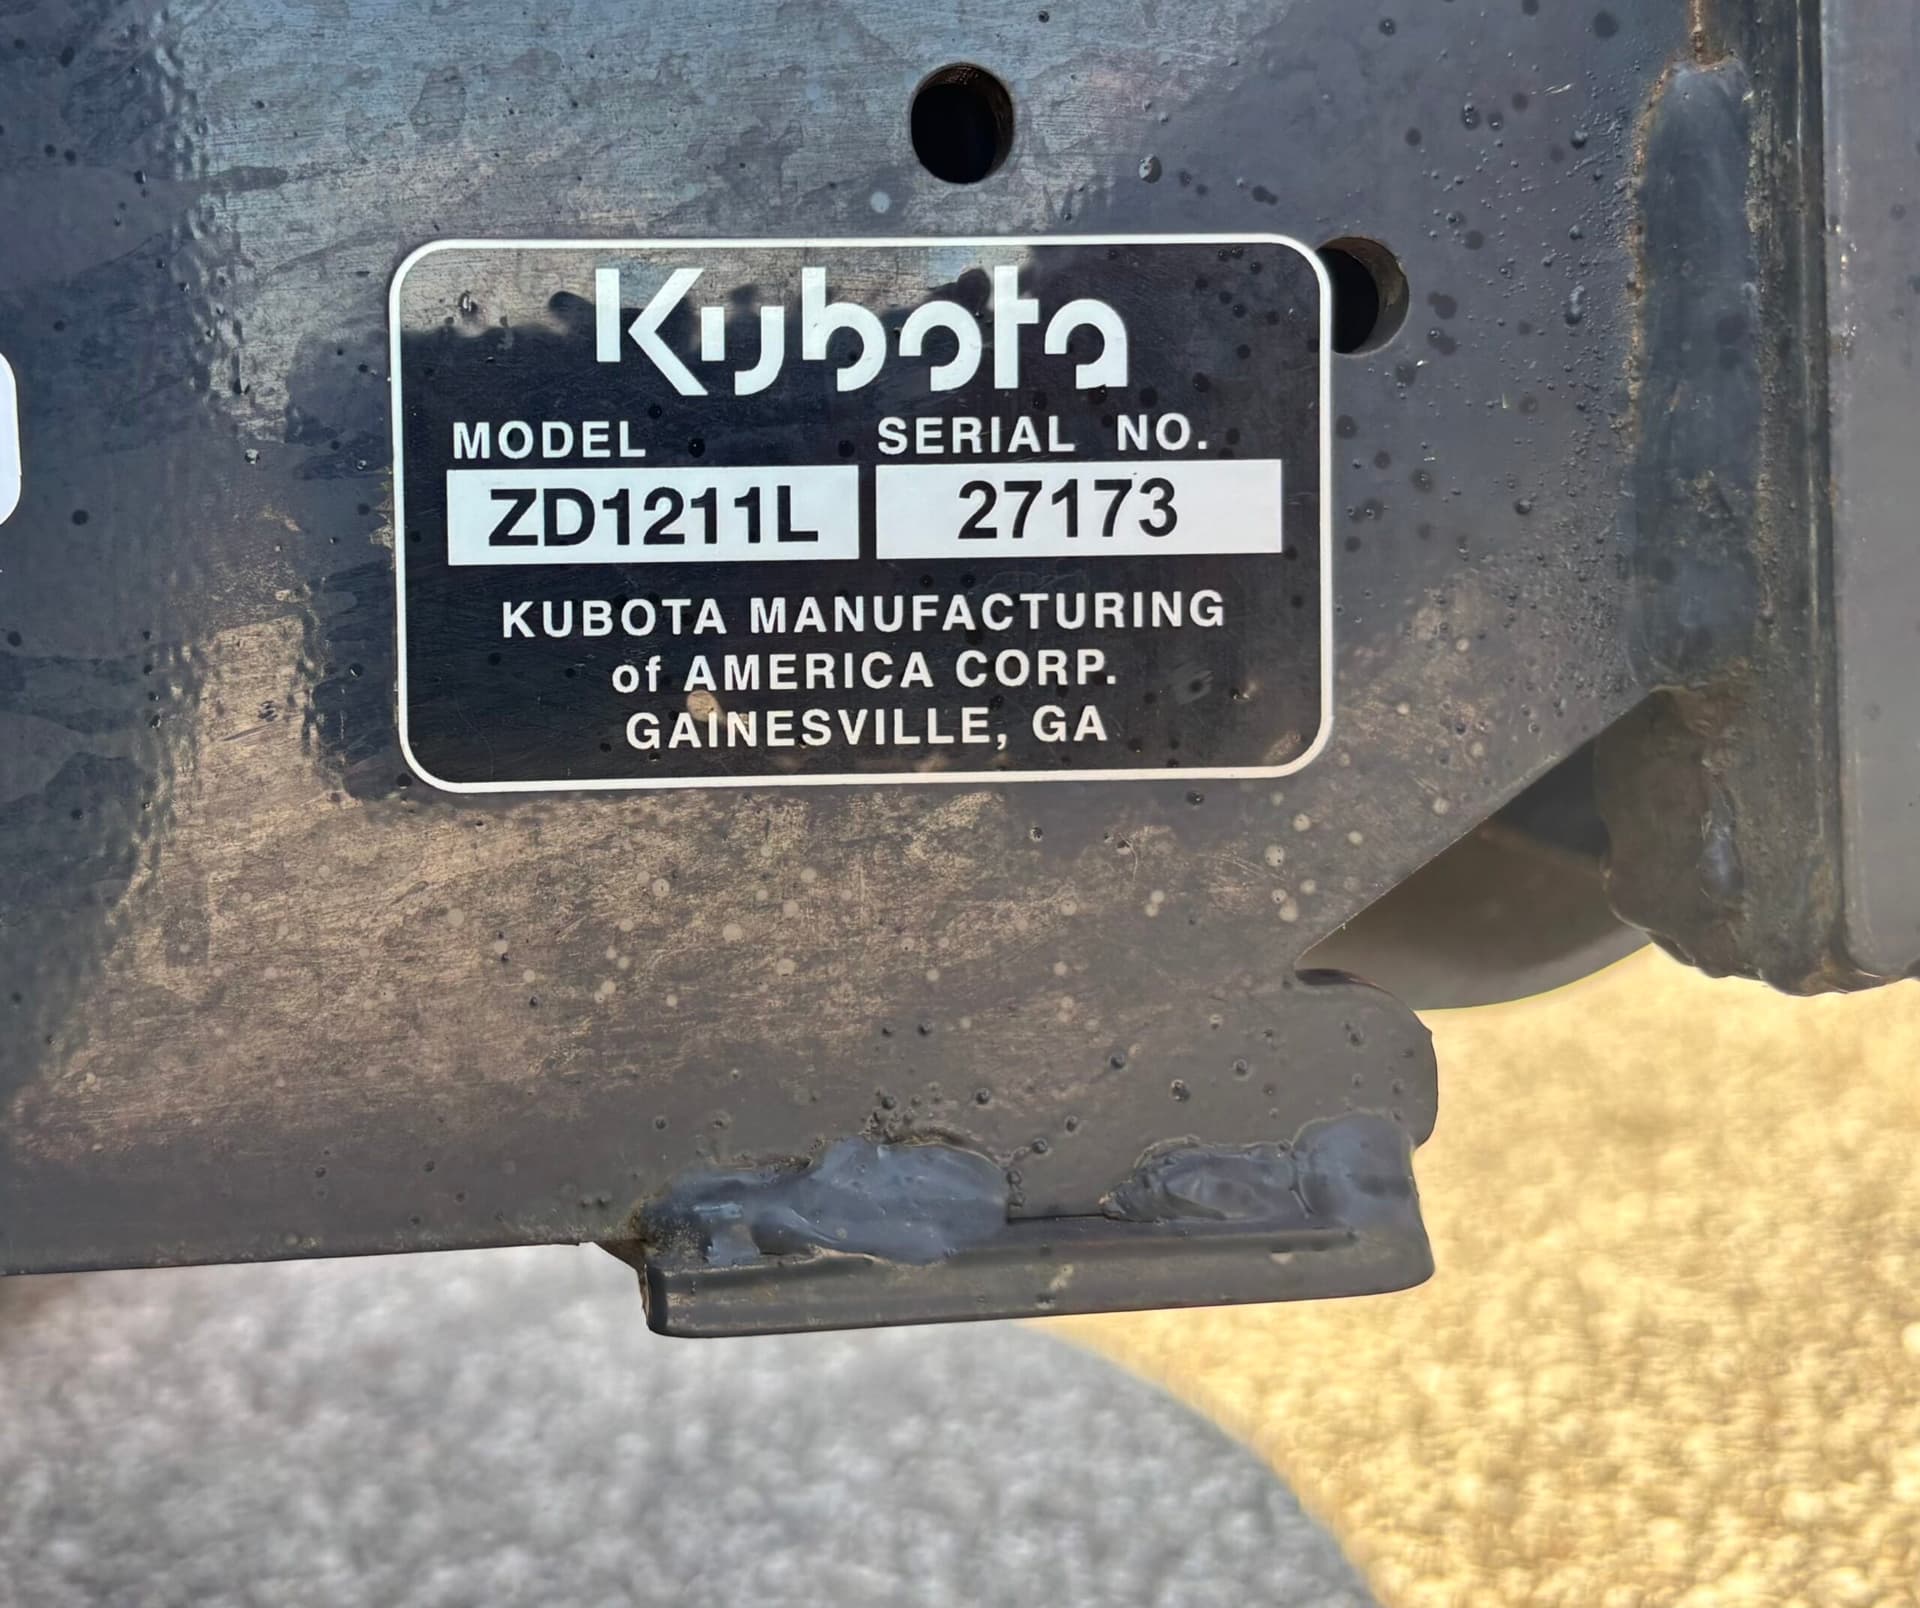 Kubota
MODEL SERIAL NO.
ZD1211L 27173
KUBOTA MANUFACTURING
of AMERICA CORP.
GAINESVILLE, GA